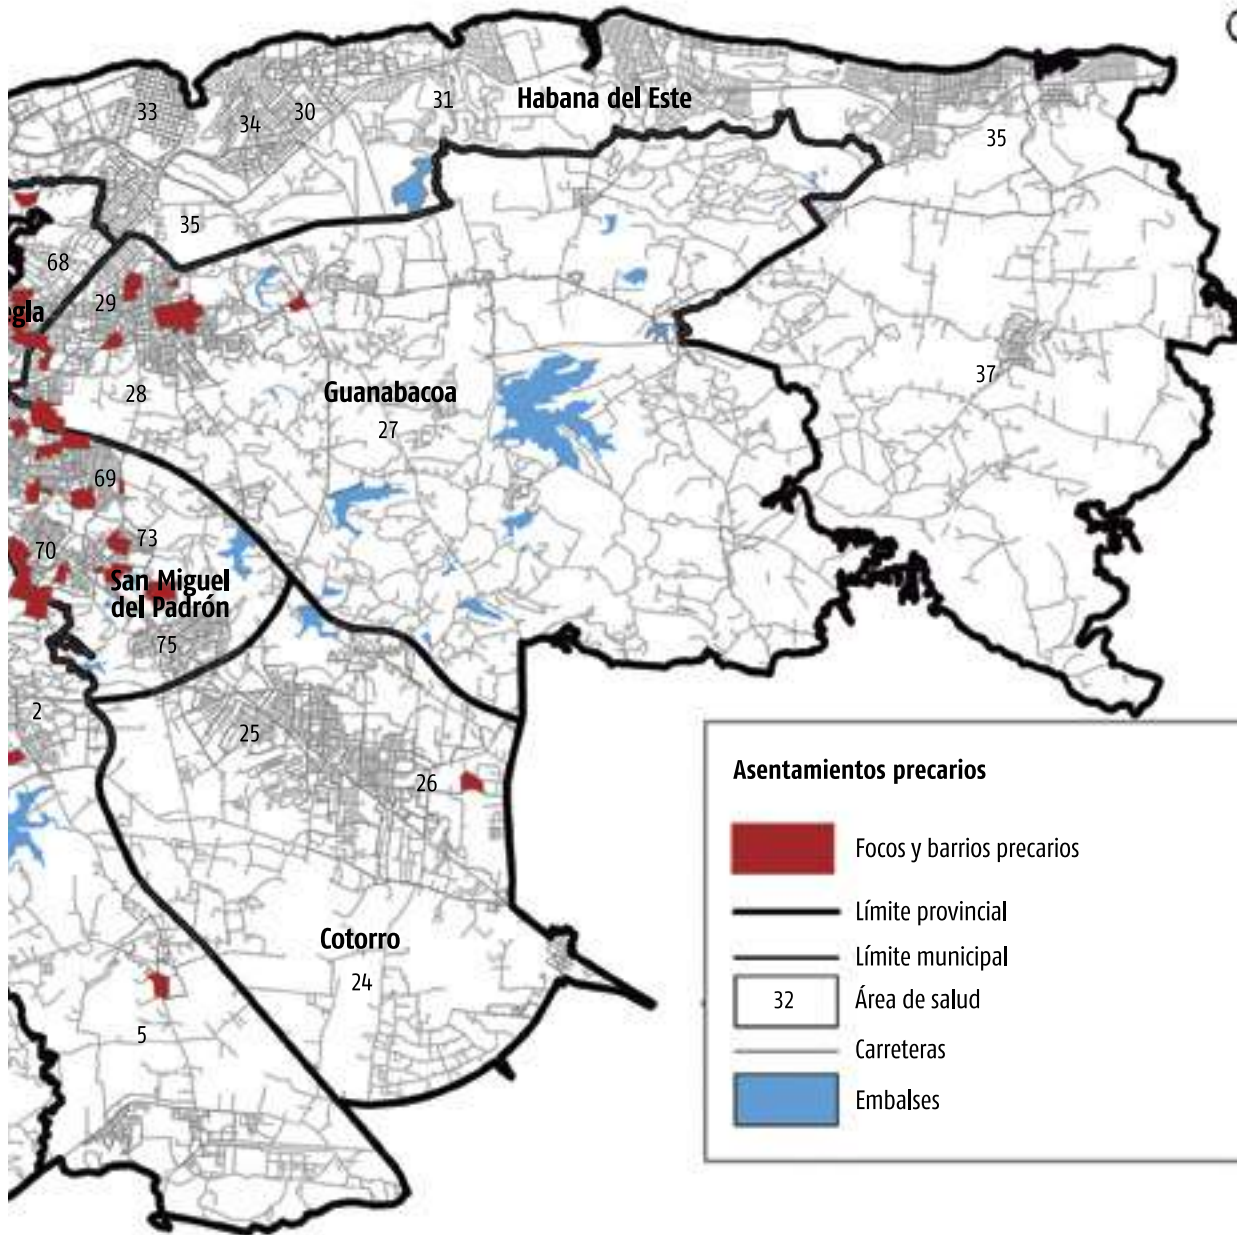 33
34
30
31
Habana del Este
35
35
68
29
egla
37
28
Guanabacoa
27
69
73
70
San Miguel
del Padrón
75
2
25
26
Cotorro
24
5
Asentamientos precarios
Focos y barrios precarios
Límite provincial
Límite municipal
32
Área de salud
Carreteras
Embalses